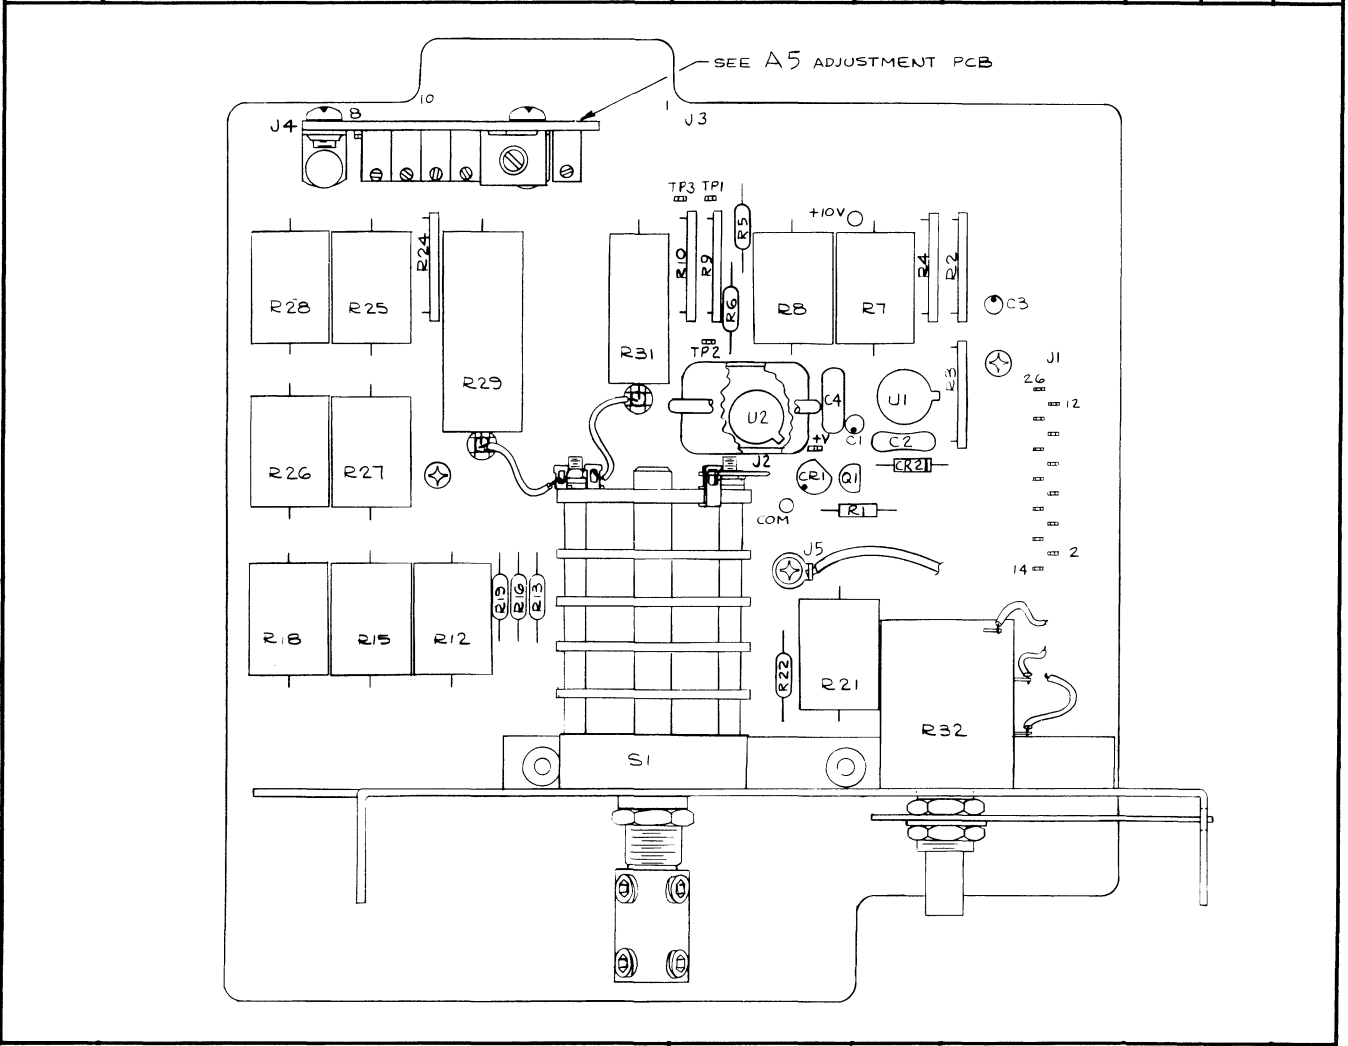 SEE A5 ADJUSTMENT PCB
10
1
8
J4
J3
TP3 TP1
+10V
R5
R24
R10
R9
R4
R2
R6
R28
R25
R8
R7
C3
TP2
R31
J1
R29
R3
26
12
C4
U1
U2
C1
C2
+V
J2
CR2
R26
R27
CR1
Q1
R1
COM
J5
2
14
R19
R16
R13
R18
R15
R12
R22
R21
R32
S1